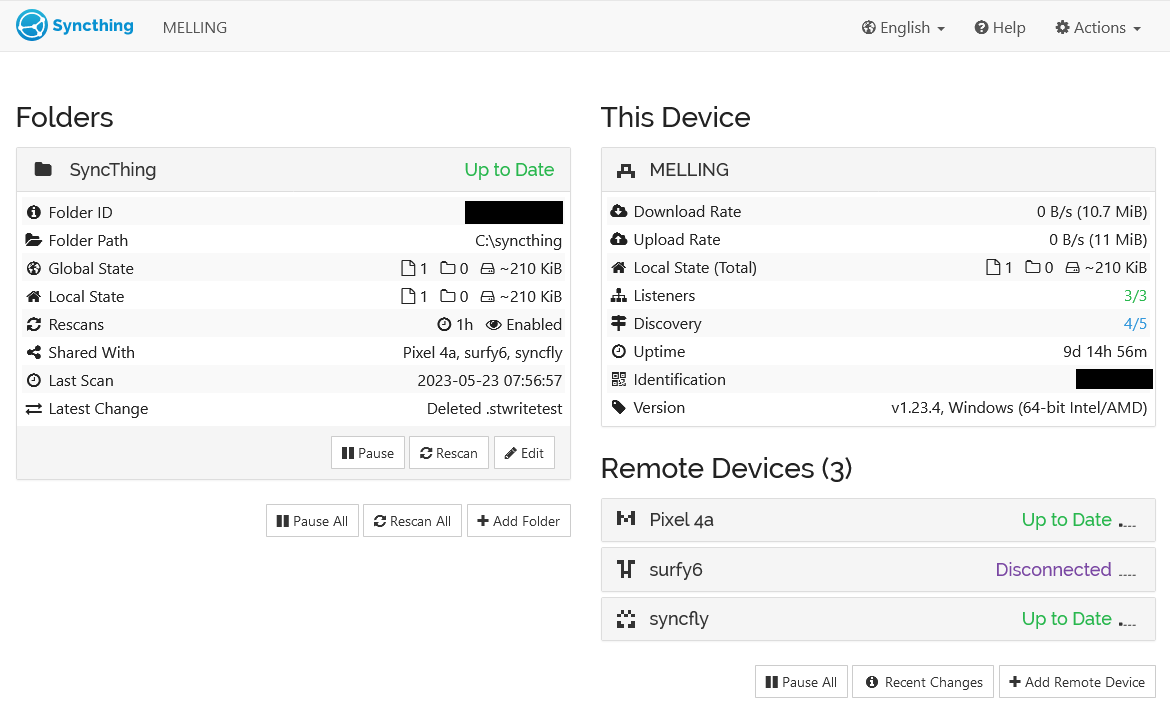 Syncthing MELLING English Help Actions
Folders
SyncThing Up to Date
Folder ID
Folder Path C:\syncthing
Global State 1 0 ~210 KiB
Local State 1 0 ~210 KiB
Rescans 1h Enabled
Shared With Pixel 4a, surfy6, syncfly
Last Scan 2023-05-23 07:56:57
Latest Change Deleted .stwritetest
Pause Rescan Edit
Pause All Rescan All Add Folder
This Device
MELLING
Download Rate 0 B/s (10.7 MiB)
Upload Rate 0 B/s (11 MiB)
Local State (Total) 1 0 ~210 KiB
Listeners 3/3
Discovery 4/5
Uptime 9d 14h 56m
Identification
Version v1.23.4, Windows (64-bit Intel/AMD)
Remote Devices (3)
Pixel 4a Up to Date
surfy6 Disconnected
syncfly Up to Date
Pause All Recent Changes Add Remote Device